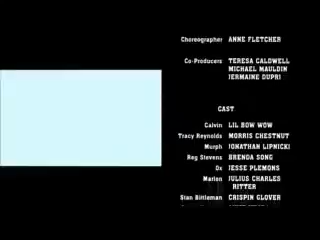 Choreographer ANNE FLETCHER
Co-Producers TERESA CALDWELL
MICHAEL MAULDIN
JERMAINE DUPRI
CAST
Calvin LIL BOW WOW
Tracy Reynolds MORRIS CHESTNUT
Murph JONATHAN LIPNICKI
Reg Stevens BRENDA SONG
Ox JESSE PLEMONS
Marlon JULIUS CHARLES
RITTER
Stan Bittleman CRISPIN GLOVER